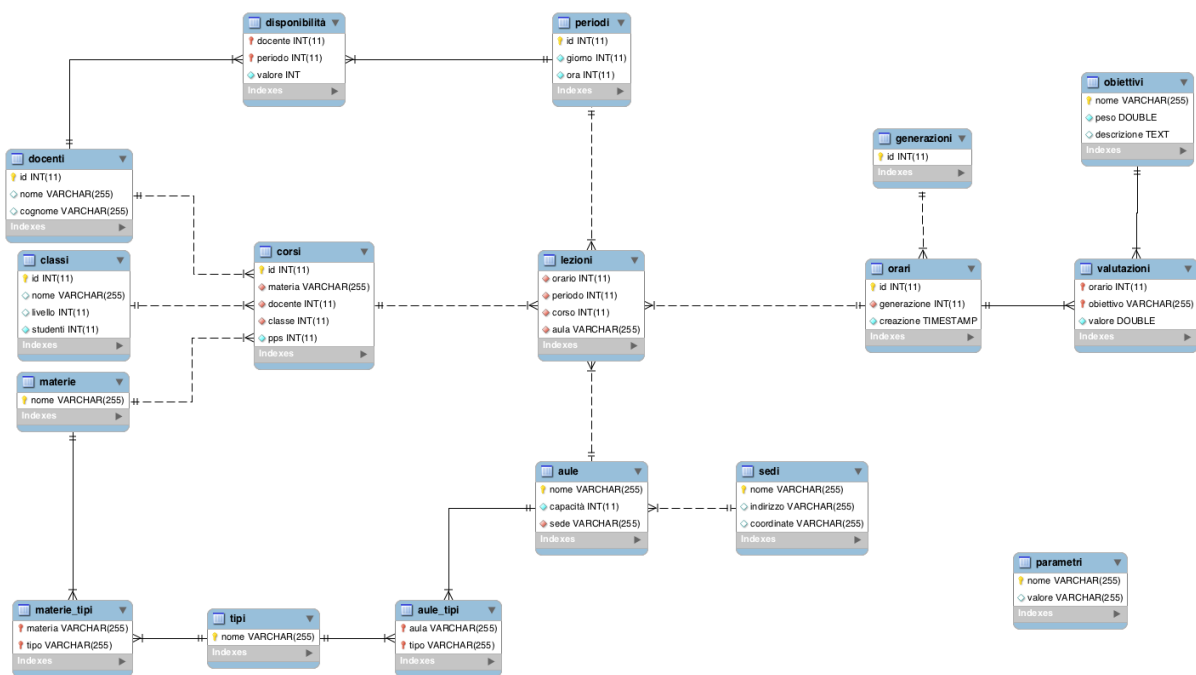 disponibilità
docente INT(11)
periodo INT(11)
valore INT
Indexes
periodi
id INT(11)
giorno INT(11)
ora INT(11)
Indexes
obiettivi
nome VARCHAR(255)
peso DOUBLE
descrizione TEXT
Indexes
generazioni
id INT(11)
Indexes
docenti
id INT(11)
nome VARCHAR(255)
cognome VARCHAR(255)
Indexes
classi
id INT(11)
nome VARCHAR(255)
livello INT(11)
studenti INT(11)
Indexes
corsi
id INT(11)
materia VARCHAR(255)
docente INT(11)
classe INT(11)
pps INT(11)
Indexes
lezioni
orario INT(11)
periodo INT(11)
corso INT(11)
aula VARCHAR(255)
Indexes
orari
id INT(11)
generazione INT(11)
creazione TIMESTAMP
Indexes
valutazioni
orario INT(11)
obiettivo VARCHAR(255)
valore DOUBLE
Indexes
materie
nome VARCHAR(255)
Indexes
aule
nome VARCHAR(255)
capacità INT(11)
sede VARCHAR(255)
Indexes
sedi
nome VARCHAR(255)
indirizzo VARCHAR(255)
coordinate VARCHAR(255)
Indexes
parametri
nome VARCHAR(255)
valore VARCHAR(255)
Indexes
materie_tipi
materia VARCHAR(255)
tipo VARCHAR(255)
Indexes
tipi
nome VARCHAR(255)
Indexes
aule_tipi
aula VARCHAR(255)
tipo VARCHAR(255)
Indexes